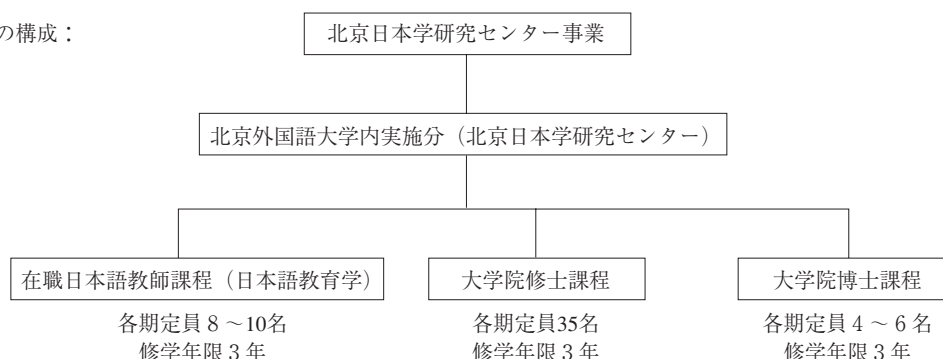 の構成：
北京日本学研究センター事業
北京外国語大学内実施分（北京日本学研究センター）
在職日本語教師課程（日本語教育学）
各期定員８～10名
修学年限３年
大学院修士課程
各期定員35名
修学年限３年
大学院博士課程
各期定員４～６名
修学年限３年